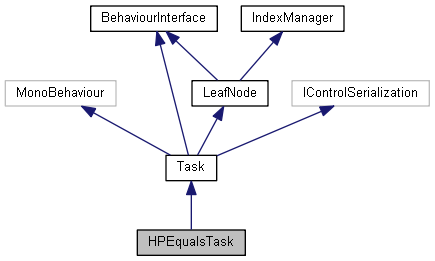 BehaviourInterface
IndexManager
MonoBehaviour
LeafNode
IControlSerialization
Task
HPEqualsTask